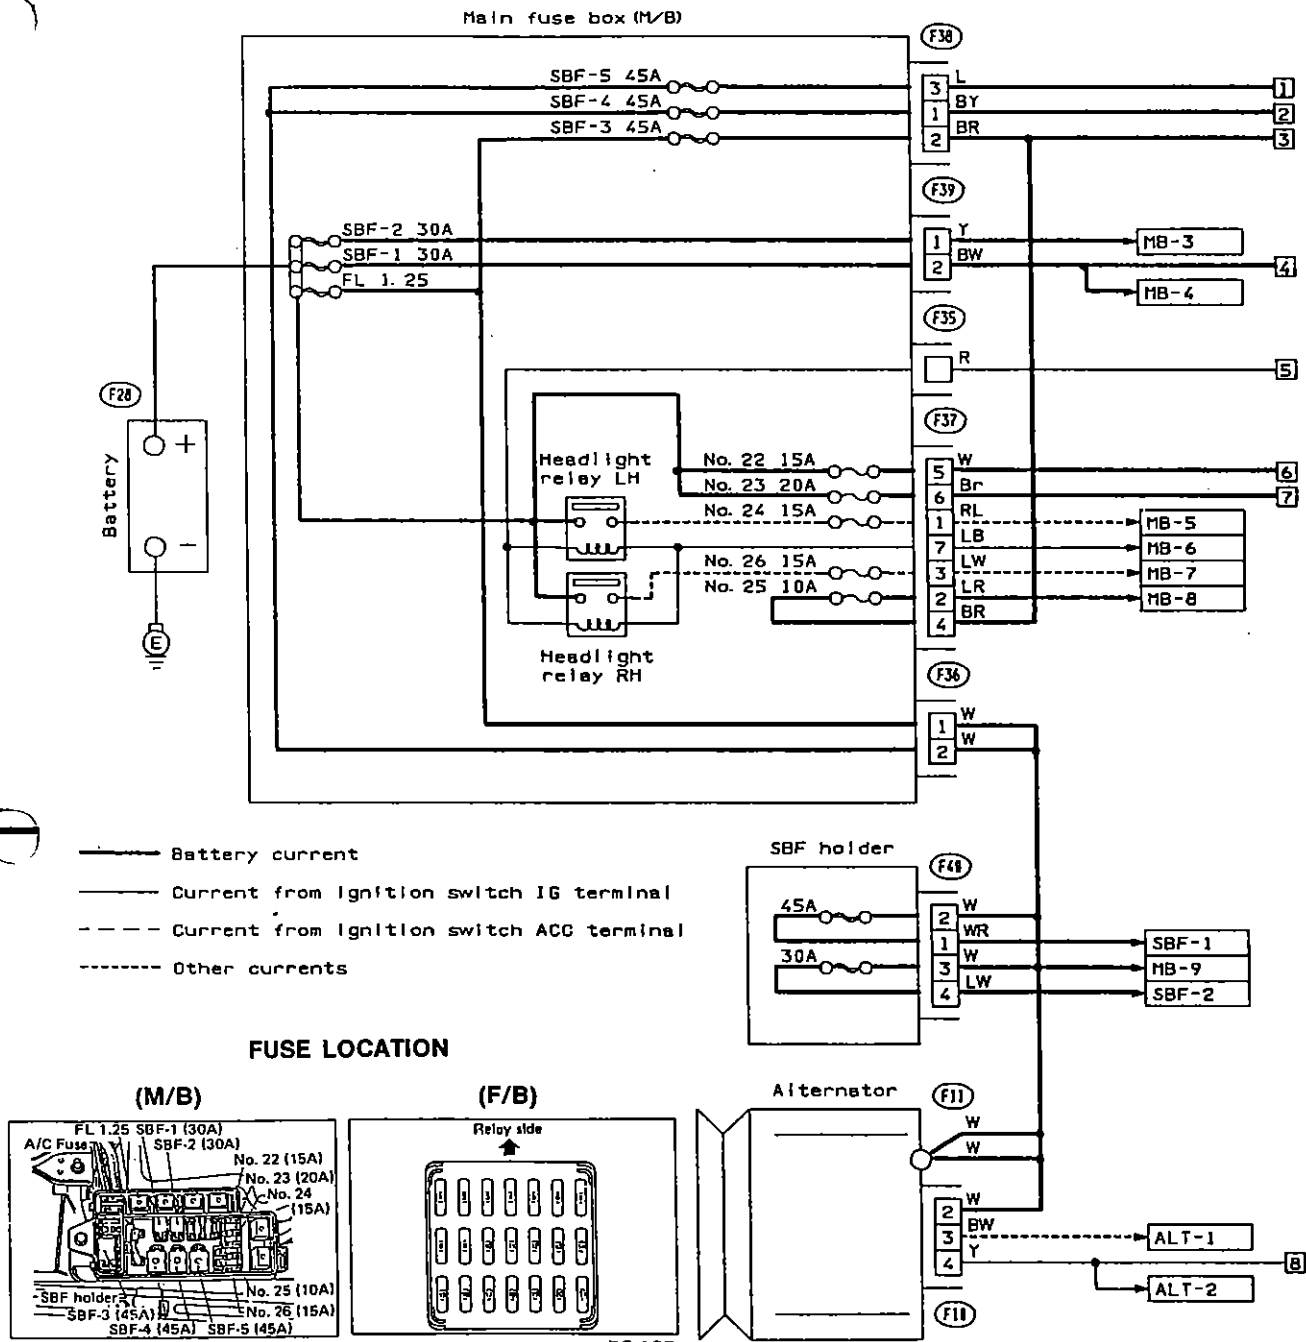 Main fuse box (M/B)
F38
SBF-5 45A
3
L
1
SBF-4 45A
1
BY
2
SBF-3 45A
2
BR
3
F39
SBF-2 30A
1
Y
MB-3
SBF-1 30A
2
BW
4
FL 1.25
MB-4
F35
R
5
F28
F37
+
Battery
-
E
Headlight
relay LH
No. 22 15A
5
W
6
No. 23 20A
6
Br
7
No. 24 15A
1
RL
MB-5
7
LB
MB-6
No. 26 15A
3
LW
MB-7
No. 25 10A
2
LR
MB-8
4
BR
Headlight
relay RH
F36
1
W
2
W
Battery current
Current from ignition switch IG terminal
Current from ignition switch ACC terminal
Other currents
SBF holder
F49
45A
2
W
1
WR
SBF-1
30A
3
W
MB-9
4
LW
SBF-2
FUSE LOCATION
(M/B)
(F/B)
FL 1.25 SBF-1 (30A)
A/C Fuse
SBF-2 (30A)
No. 22 (15A)
No. 23 (20A)
No. 24
(15A)
SBF holder
No. 25 (10A)
SBF-3 (45A)
No. 26 (15A)
SBF-4 (45A)
SBF-5 (45A)
Relay side
Alternator
F11
W
W
2
W
3
BW
ALT-1
4
Y
8
ALT-2
F10